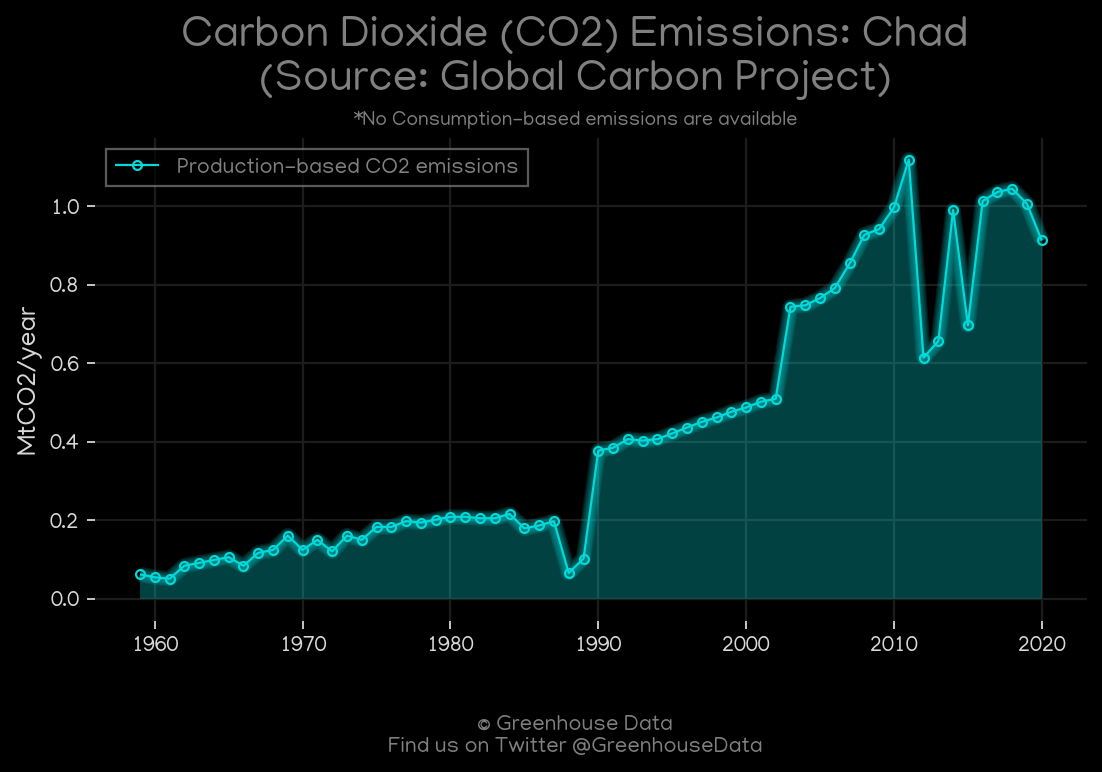 Carbon Dioxide (CO2) Emissions: Chad
(Source: Global Carbon Project)
*No Consumption-based emissions are available
Production-based CO2 emissions
MtCO2/year
1.0
0.8
0.6
0.4
0.2
0.0
1960 1970 1980 1990 2000 2010 2020
© Greenhouse Data
Find us on Twitter @GreenhouseData